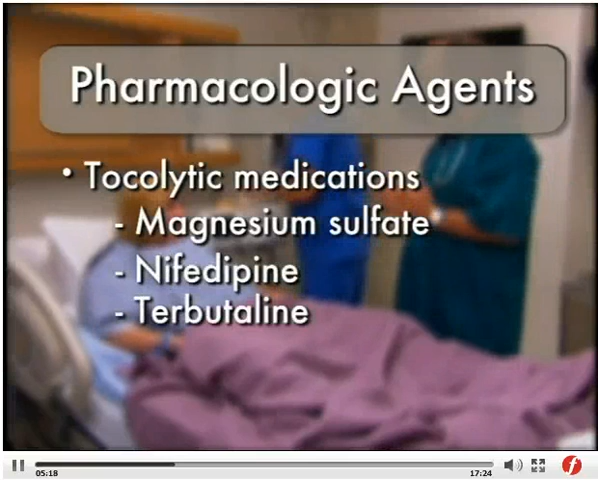 Pharmacologic Agents
• Tocolytic medications
- Magnesium sulfate
- Nifedipine
- Terbutaline
05:18
17:24